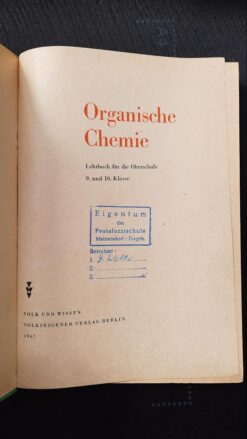 Organische
Chemie
Lehrbuch für die Oberschule
9. und 10. Klasse
Eigentum
der
Pestalozzischule
Benutzer:
1.
2.
3.
VOLK UND WISSEN
VOLKSEIGENER VERLAG BERLIN
1967